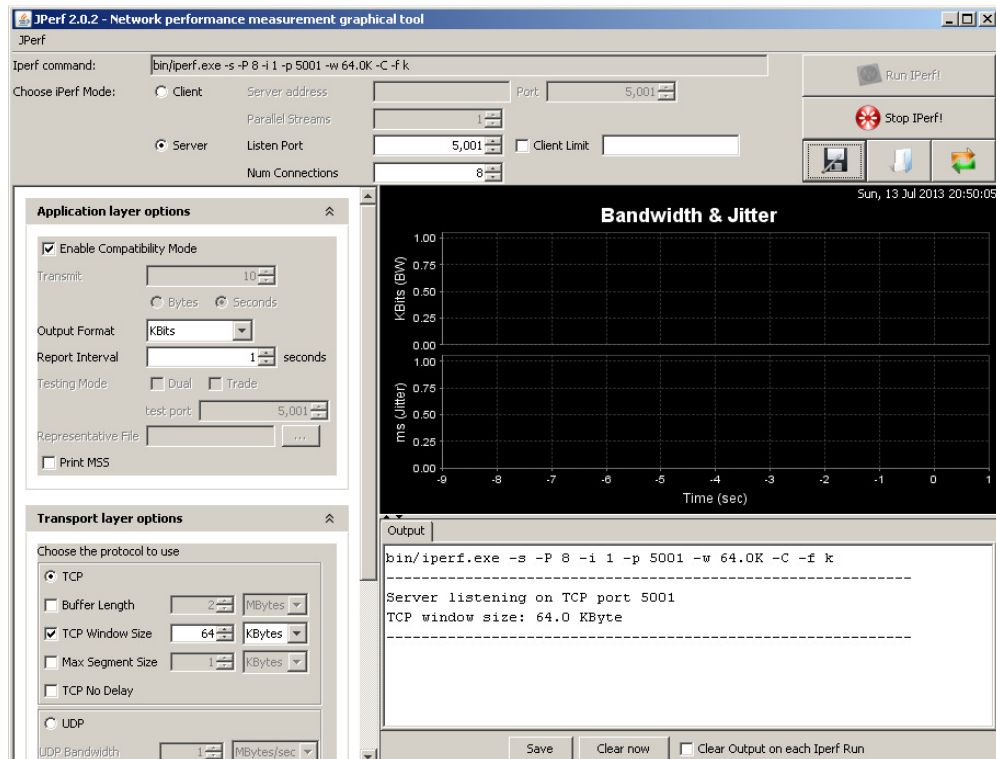 JPerf 2.0.2 - Network performance measurement graphical tool
JPerf
Iperf command: bin/iperf.exe -s -P 8 -i 1 -p 5001 -w 64.0K -C -f k
Choose iPerf Mode: Client Server address Port 5,001
Parallel Streams 1
Server Listen Port 5,001 Client Limit
Num Connections 8
Run IPerf!
Stop IPerf!
Application layer options
Enable Compatibility Mode
Transmit 10
Bytes Seconds
Output Format KBits
Report Interval 1 seconds
Testing Mode Dual Trade
test port 5,001
Representative File ...
Print MSS
Transport layer options
Choose the protocol to use
TCP
Buffer Length 2 MBytes
TCP Window Size 64 KBytes
Max Segment Size 1 KBytes
TCP No Delay
UDP
UDP Bandwidth 1 MBytes/sec
Sun, 13 Jul 2013 20:50:05
Bandwidth & Jitter
KBits (BW)
1.00
0.75
0.50
0.25
0.00
ms (Jitter)
1.00
0.75
0.50
0.25
0.00
-9 -8 -7 -6 -5 -4 -3 -2 -1 0 1
Time (sec)
Output
bin/iperf.exe -s -P 8 -i 1 -p 5001 -w 64.0K -C -f k
------------------------------------------------------------
Server listening on TCP port 5001
TCP window size: 64.0 KByte
------------------------------------------------------------
Save Clear now Clear Output on each Iperf Run